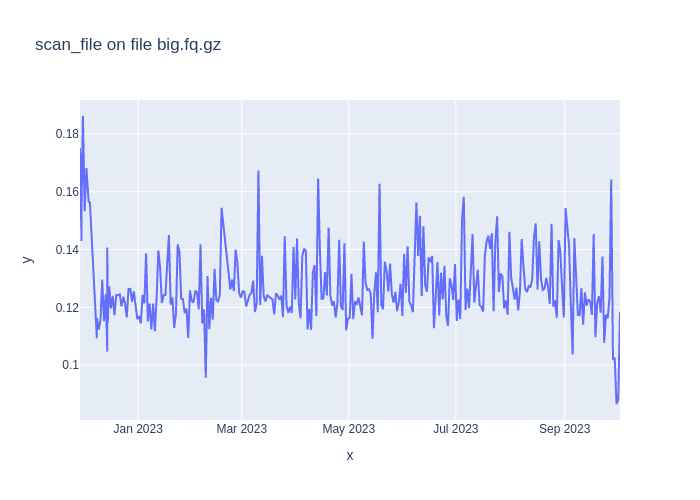 scan_file on file big.fq.gz
0.18
0.16
0.14
0.12
0.1
y
Jan 2023 Mar 2023 May 2023 Jul 2023 Sep 2023
x